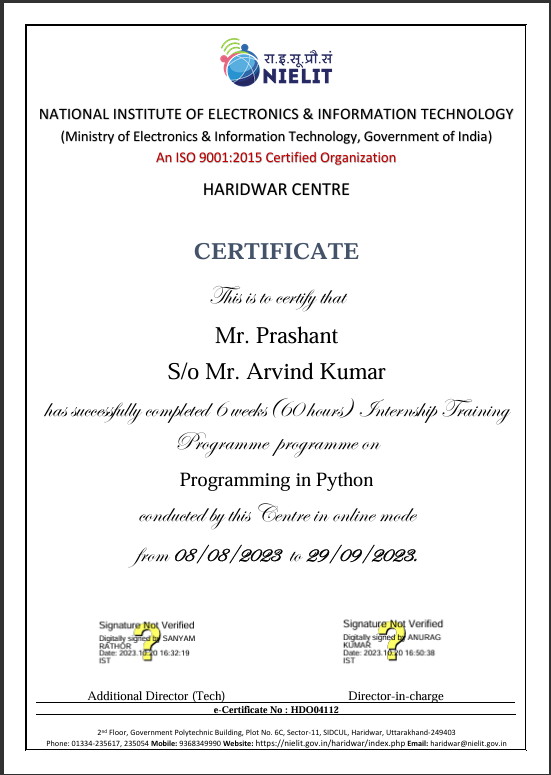 रा.इ.सू.प्रौ.सं
NIELIT
NATIONAL INSTITUTE OF ELECTRONICS & INFORMATION TECHNOLOGY
(Ministry of Electronics & Information Technology, Government of India)
An ISO 9001:2015 Certified Organization
HARIDWAR CENTRE
CERTIFICATE
This is to certify that
Mr. Prashant
S/o Mr. Arvind Kumar
has successfully completed 6 weeks (60 hours) Internship Training
Programme programme on
Programming in Python
conducted by this Centre in online mode
from 08/08/2023 to 29/09/2023.
Signature Not Verified
Digitally signed by SANYAM
RATHOR
Date: 2023.10.20 16:32:19
IST
Signature Not Verified
Digitally signed by ANURAG
KUMAR
Date: 2023.10.20 16:50:38
IST
Additional Director (Tech)
Director-in-charge
e-Certificate No : HDO04112
2nd Floor, Government Polytechnic Building, Plot No. 6C, Sector-11, SIDCUL, Haridwar, Uttarakhand-249403
Phone: 01334-235617, 235054 Mobile: 9368349990 Website: https://nielit.gov.in/haridwar/index.php Email: haridwar@nielit.gov.in